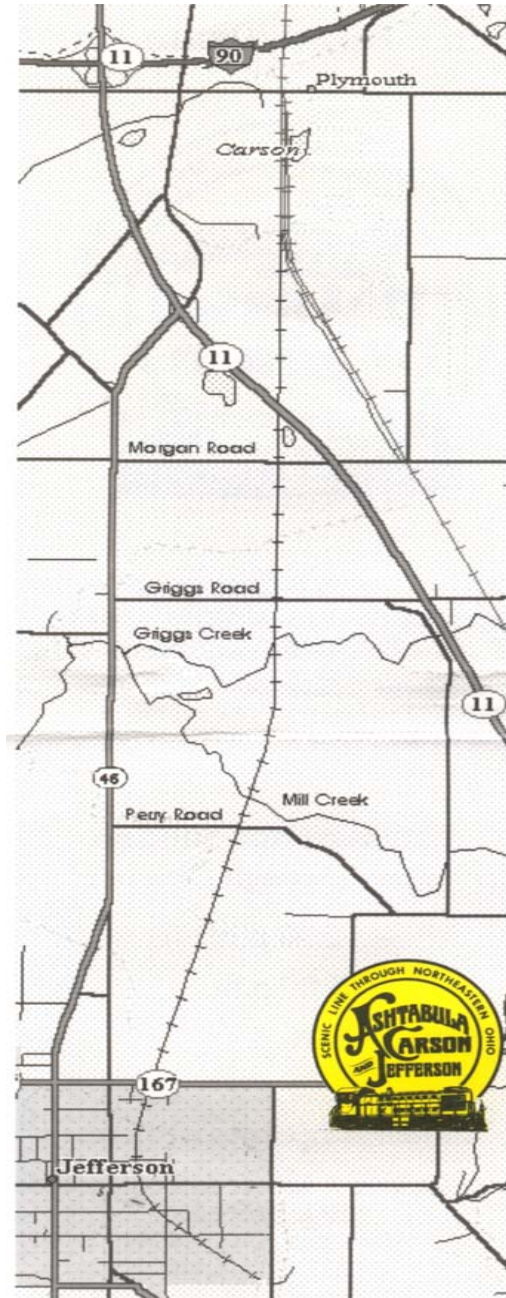 11
90
Plymouth
Carson
11
Morgan Road
Griggs Road
Griggs Creek
11
46
Mill Creek
Perry Road
SCENIC LINE THROUGH NORTHEASTERN OHIO
ASHTABULA
CARSON
AND
JEFFERSON
167
Jefferson